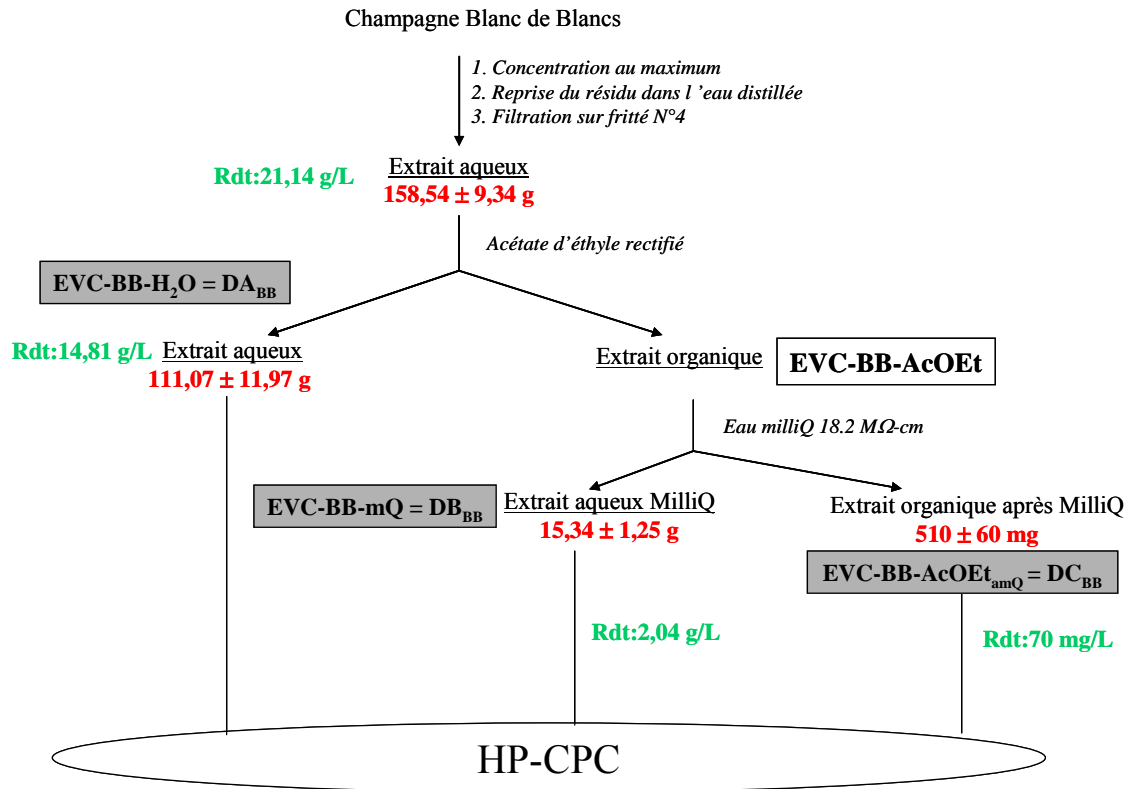 Champagne Blanc de Blancs
1. Concentration au maximum
2. Reprise du résidu dans l 'eau distillée
3. Filtration sur fritté N°4
Rdt:21,14 g/L
Extrait aqueux
158,54 ± 9,34 g
Acétate d'éthyle rectifié
EVC-BB-H₂O = DA_BB
Rdt:14,81 g/L
Extrait aqueux
111,07 ± 11,97 g
Extrait organique
EVC-BB-AcOEt
Eau milliQ 18.2 MΩ-cm
EVC-BB-mQ = DB_BB
Extrait aqueux MilliQ
15,34 ± 1,25 g
Extrait organique après MilliQ
510 ± 60 mg
EVC-BB-AcOEt_amQ = DC_BB
Rdt:2,04 g/L
Rdt:70 mg/L
HP-CPC